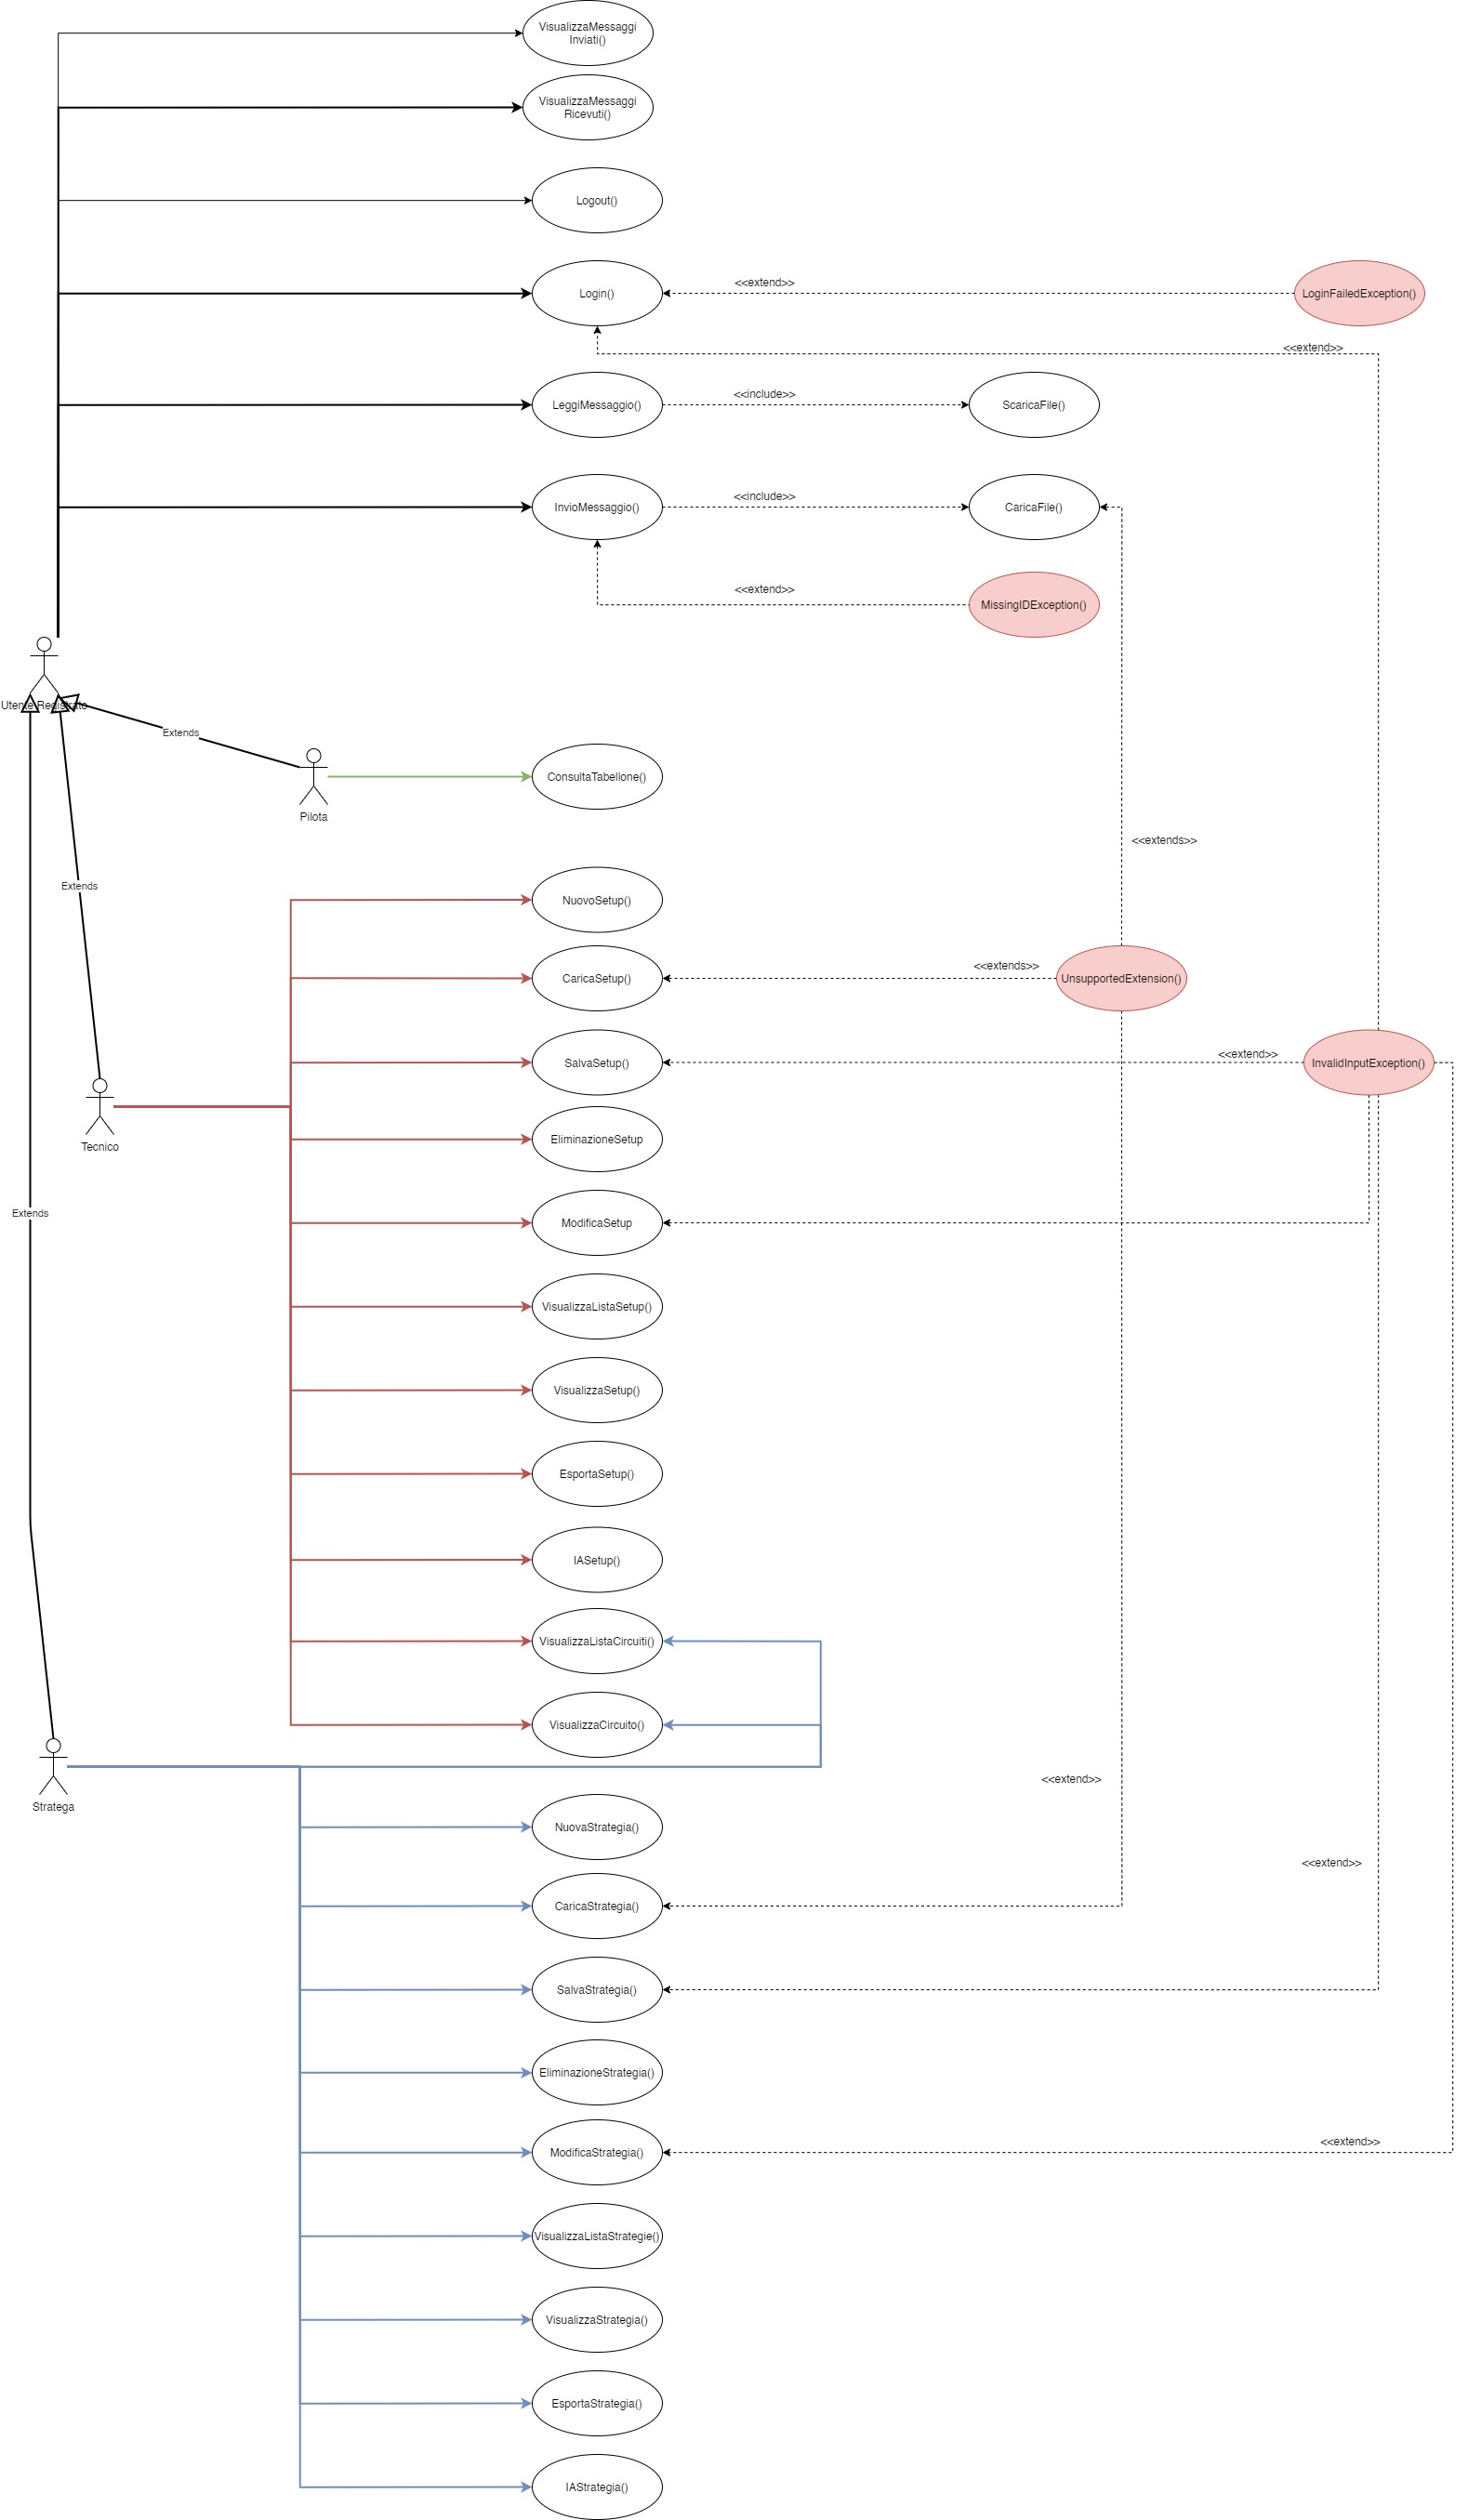 VisualizzaMessaggi
Inviati()
VisualizzaMessaggi
Ricevuti()
Logout()
Login()
<<extend>>
LoginFailedException()
<<extend>>
LeggiMessaggio()
<<include>>
ScaricaFile()
InvioMessaggio()
<<include>>
CaricaFile()
<<extend>>
MissingIDException()
Utente Registrato
Extends
Pilota
ConsultaTabellone()
<<extends>>
Extends
NuovoSetup()
CaricaSetup()
<<extends>>
UnsupportedExtension()
SalvaSetup()
<<extend>>
InvalidInputException()
Tecnico
EliminazioneSetup
Extends
ModificaSetup
VisualizzaListaSetup()
VisualizzaSetup()
EsportaSetup()
IASetup()
VisualizzaListaCircuiti()
VisualizzaCircuito()
Stratega
<<extend>>
NuovaStrategia()
<<extend>>
CaricaStrategia()
SalvaStrategia()
EliminazioneStrategia()
ModificaStrategia()
<<extend>>
VisualizzaListaStrategie()
VisualizzaStrategia()
EsportaStrategia()
IAStrategia()